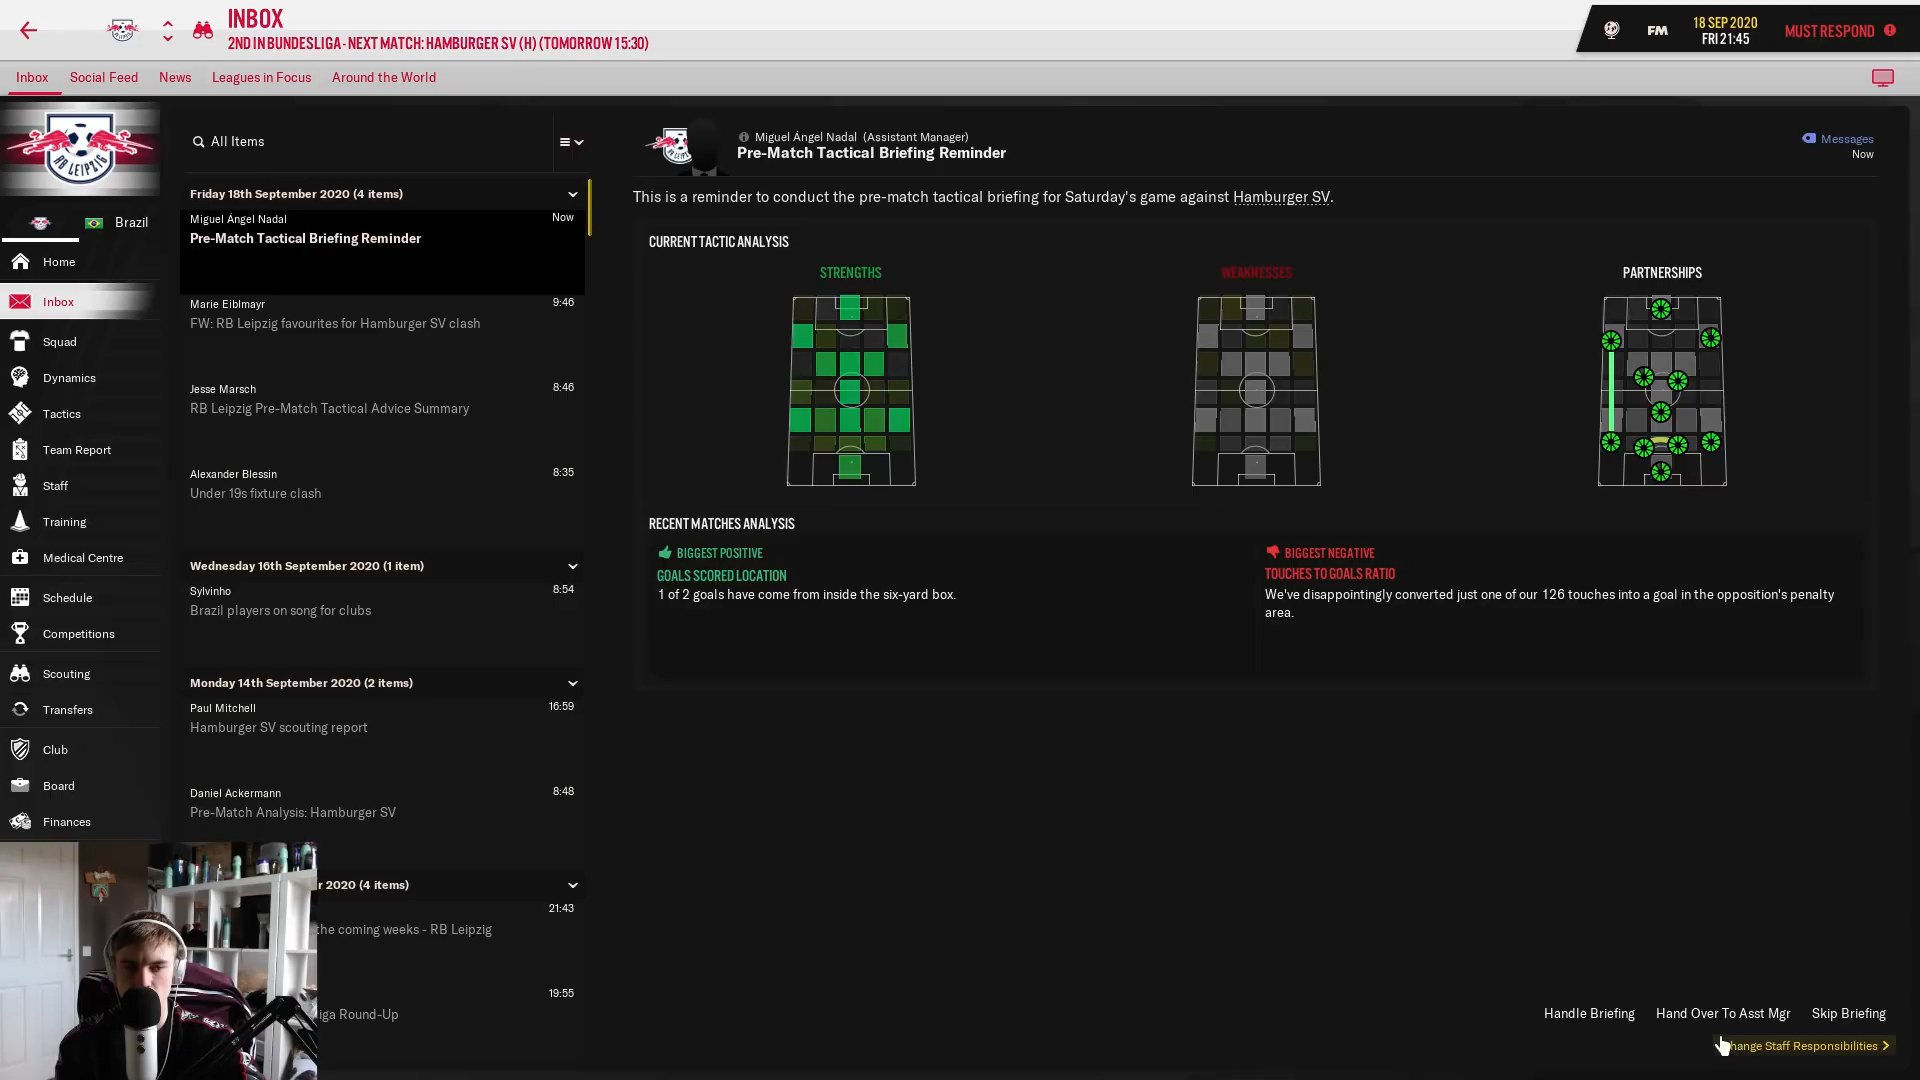 INBOX
2ND IN BUNDESLIGA - NEXT MATCH: HAMBURGER SV (H) (TOMORROW 15:30)
FM
18 SEP 2020
FRI 21:45
MUST RESPOND
Inbox
Social Feed
News
Leagues in Focus
Around the World
RB LEIPZIG
Brazil
Home
Inbox
Squad
Dynamics
Tactics
Team Report
Staff
Training
Medical Centre
Schedule
Competitions
Scouting
Transfers
Club
Board
Finances
All Items
Friday 18th September 2020 (4 items)
Miguel Ángel Nadal
Now
Pre-Match Tactical Briefing Reminder
Marie Eiblmayr
9:46
FW: RB Leipzig favourites for Hamburger SV clash
Jesse Marsch
8:46
RB Leipzig Pre-Match Tactical Advice Summary
Alexander Blessin
8:35
Under 19s fixture clash
Wednesday 16th September 2020 (1 item)
Sylvinho
8:54
Brazil players on song for clubs
Monday 14th September 2020 (2 items)
Paul Mitchell
16:59
Hamburger SV scouting report
Daniel Ackermann
8:48
Pre-Match Analysis: Hamburger SV
r 2020 (4 items)
21:43
the coming weeks - RB Leipzig
19:55
iga Round-Up
Miguel Ángel Nadal (Assistant Manager)
Pre-Match Tactical Briefing Reminder
Messages
Now
This is a reminder to conduct the pre-match tactical briefing for Saturday's game against Hamburger SV.
CURRENT TACTIC ANALYSIS
STRENGTHS
WEAKNESSES
PARTNERSHIPS
RECENT MATCHES ANALYSIS
BIGGEST POSITIVE
GOALS SCORED LOCATION
1 of 2 goals have come from inside the six-yard box.
BIGGEST NEGATIVE
TOUCHES TO GOALS RATIO
We've disappointingly converted just one of our 126 touches into a goal in the opposition's penalty
area.
Handle Briefing
Hand Over To Asst Mgr
Skip Briefing
hange Staff Responsibilities